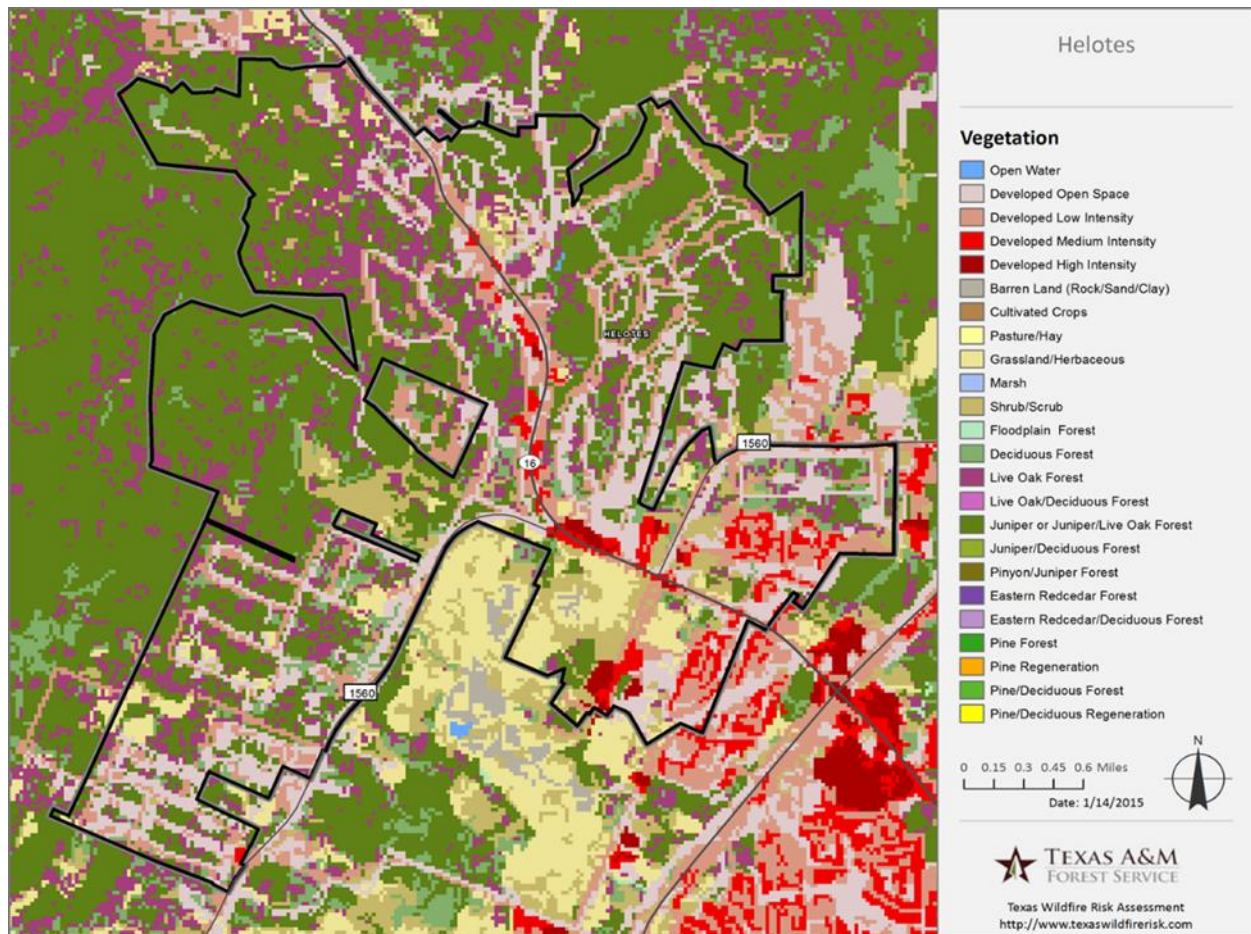 Helotes
Vegetation
Open Water
Developed Open Space
Developed Low Intensity
Developed Medium Intensity
Developed High Intensity
Barren Land (Rock/Sand/Clay)
Cultivated Crops
Pasture/Hay
Grassland/Herbaceous
Marsh
Shrub/Scrub
Floodplain Forest
Deciduous Forest
Live Oak Forest
Live Oak/Deciduous Forest
Juniper or Juniper/Live Oak Forest
Juniper/Deciduous Forest
Pinyon/Juniper Forest
Eastern Redcedar Forest
Eastern Redcedar/Deciduous Forest
Pine Forest
Pine Regeneration
Pine/Deciduous Forest
Pine/Deciduous Regeneration
HELOTES
1560
16
1560
N
0 0.15 0.3 0.45 0.6 Miles
Date: 1/14/2015
TEXAS A&M
FOREST SERVICE
Texas Wildfire Risk Assessment
http://www.texaswildfirerisk.com